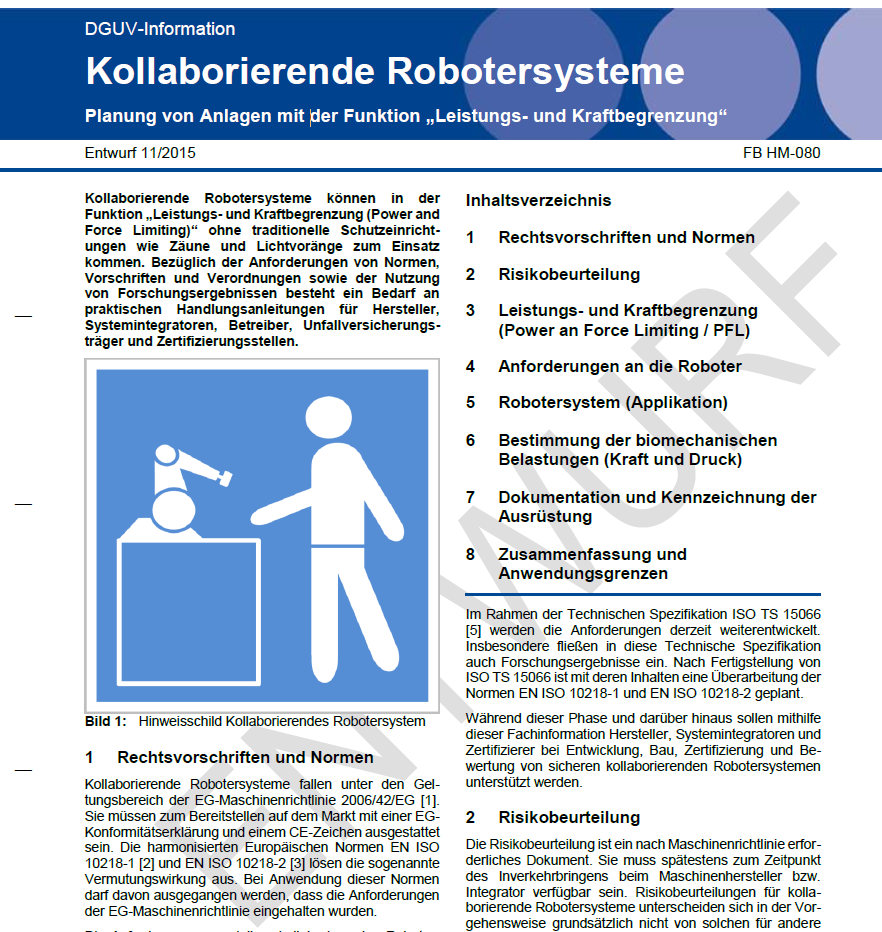 DGUV-Information
Kollaborierende Robotersysteme
Planung von Anlagen mit der Funktion „Leistungs- und Kraftbegrenzung“
Entwurf 11/2015 FB HM-080
Kollaborierende Robotersysteme können in der
Funktion „Leistungs- und Kraftbegrenzung (Power and
Force Limiting)“ ohne traditionelle Schutzeinricht-
ungen wie Zäune und Lichtvoränge zum Einsatz
kommen. Bezüglich der Anforderungen von Normen,
Vorschriften und Verordnungen sowie der Nutzung
von Forschungsergebnissen besteht ein Bedarf an
praktischen Handlungsanleitungen für Hersteller,
Systemintegratoren, Betreiber, Unfallversicherungs-
träger und Zertifizierungsstellen.
Bild 1: Hinweisschild Kollaborierendes Robotersystem
1 Rechtsvorschriften und Normen
Kollaborierende Robotersysteme fallen unter den Gel-
tungsbereich der EG-Maschinenrichtlinie 2006/42/EG [1].
Sie müssen zum Bereitstellen auf dem Markt mit einer EG-
Konformitätserklärung und einem CE-Zeichen ausgestattet
sein. Die harmonisierten Europäischen Normen EN ISO
10218-1 [2] und EN ISO 10218-2 [3] lösen die sogenannte
Vermutungswirkung aus. Bei Anwendung dieser Normen
darf davon ausgegangen werden, dass die Anforderungen
der EG-Maschinenrichtlinie eingehalten wurden.
Inhaltsverzeichnis
1 Rechtsvorschriften und Normen
2 Risikobeurteilung
3 Leistungs- und Kraftbegrenzung
(Power an Force Limiting / PFL)
4 Anforderungen an die Roboter
5 Robotersystem (Applikation)
6 Bestimmung der biomechanischen
Belastungen (Kraft und Druck)
7 Dokumentation und Kennzeichnung der
Ausrüstung
8 Zusammenfassung und
Anwendungsgrenzen
Im Rahmen der Technischen Spezifikation ISO TS 15066
[5] werden die Anforderungen derzeit weiterentwickelt.
Insbesondere fließen in diese Technische Spezifikation
auch Forschungsergebnisse ein. Nach Fertigstellung von
ISO TS 15066 ist mit deren Inhalten eine Überarbeitung der
Normen EN ISO 10218-1 und EN ISO 10218-2 geplant.
Während dieser Phase und darüber hinaus sollen mithilfe
dieser Fachinformation Hersteller, Systemintegratoren und
Zertifizierer bei Entwicklung, Bau, Zertifizierung und Be-
wertung von sicheren kollaborierenden Robotersystemen
unterstützt werden.
2 Risikobeurteilung
Die Risikobeurteilung ist ein nach Maschinenrichtlinie erfor-
derliches Dokument. Sie muss spätestens zum Zeitpunkt
des Inverkehrbringens beim Maschinenhersteller bzw.
Integrator verfügbar sein. Risikobeurteilungen für kolla-
borierende Robotersysteme unterscheiden sich in der Vor-
gehensweise grundsätzlich nicht von solchen für andere
ENTWURF